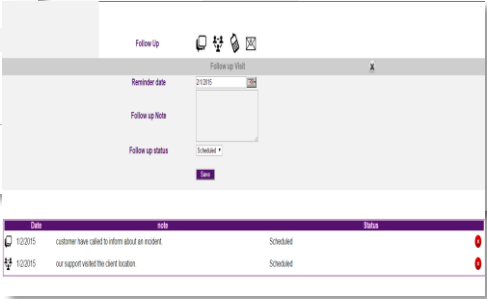 Follow Up
Follow up Visit X
Reminder date 2/1/2015
Follow up Note
Follow up status Scheduled
Save
Date note Status
1/2/2015 customer have called to inform about an incident Scheduled
1/2/2015 our support visited the client location Scheduled